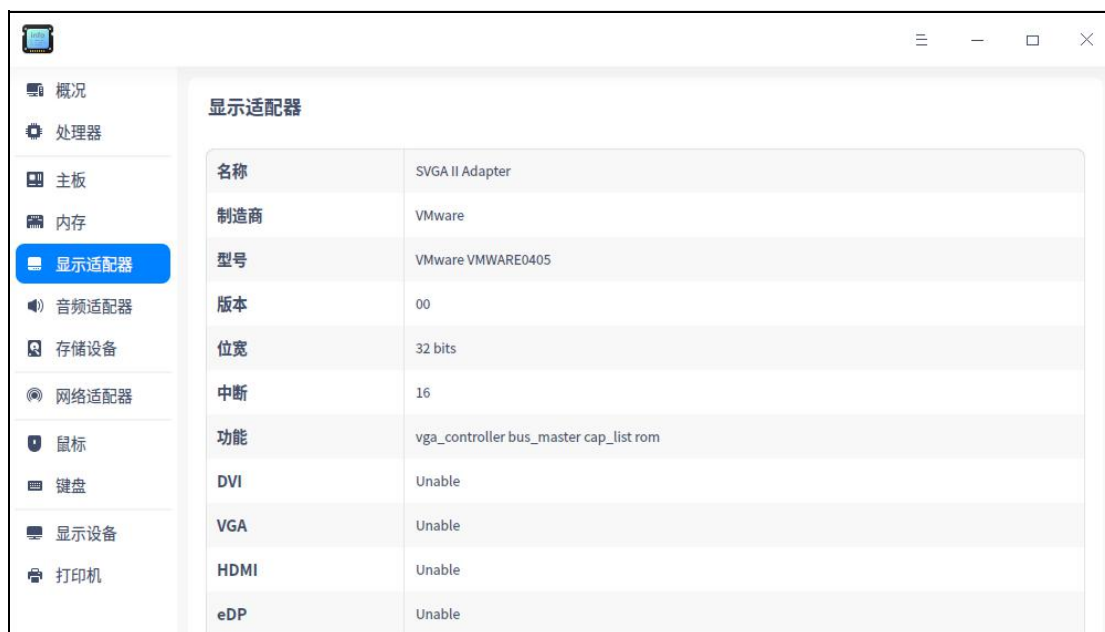 概况
处理器
主板
内存
显示适配器
音频适配器
存储设备
网络适配器
鼠标
键盘
显示设备
打印机
显示适配器
名称 SVGA II Adapter
制造商 VMware
型号 VMware VMWARE0405
版本 00
位宽 32 bits
中断 16
功能 vga_controller bus_master cap_list rom
DVI Unable
VGA Unable
HDMI Unable
eDP Unable